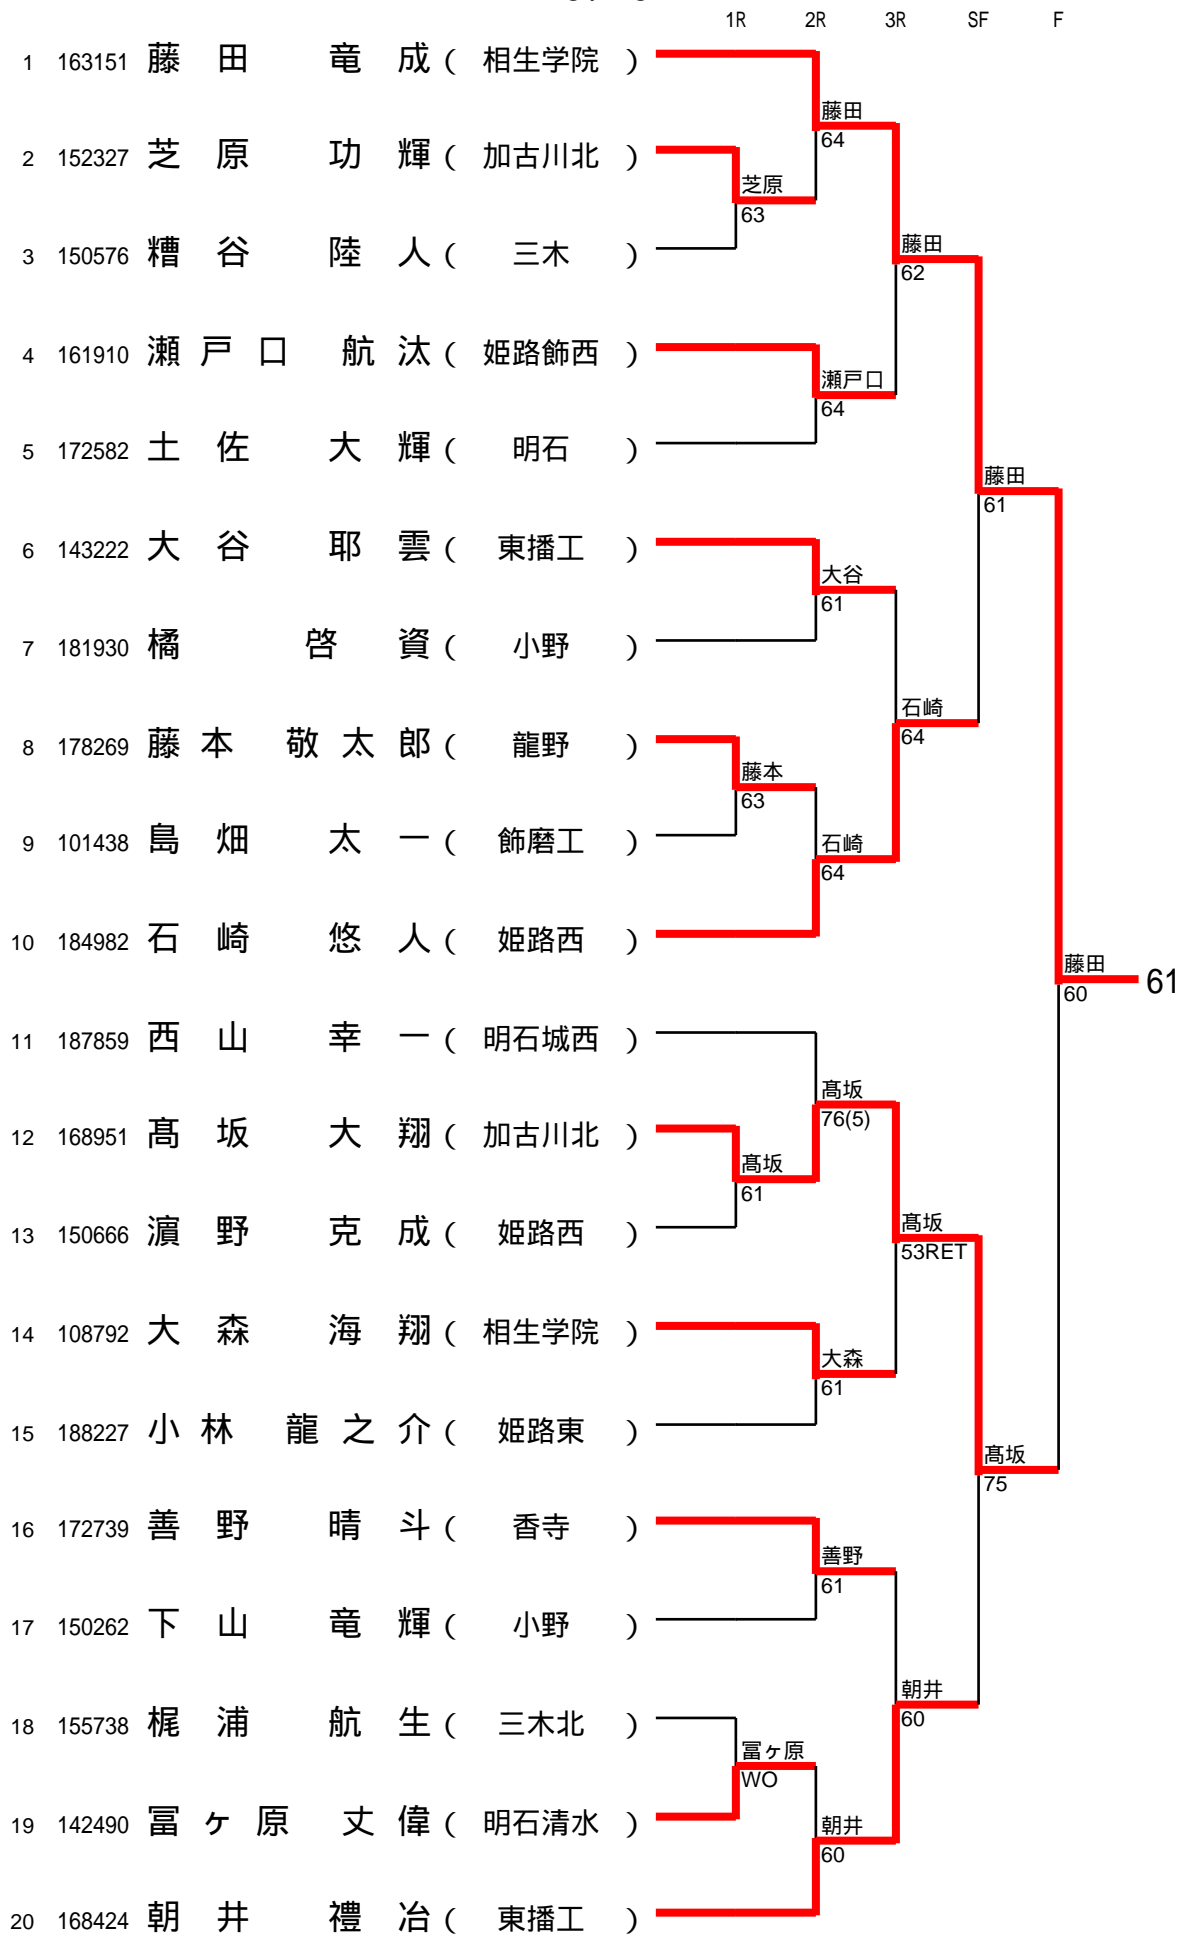 1R 2R 3R SF F
1 163151 藤田 竜成 ( 相生学院 )
藤田
64
2 152327 芝原 功輝 ( 加古川北 )
芝原
63
3 150576 糟谷 陸人 ( 三木 )
藤田
62
4 161910 瀬戸口 航汰 ( 姫路飾西 )
瀬戸口
64
5 172582 土佐 大輝 ( 明石 )
藤田
61
6 143222 大谷 耶雲 ( 東播工 )
大谷
61
7 181930 橘 啓資 ( 小野 )
石崎
64
8 178269 藤本 敬太郎 ( 龍野 )
藤本
63
9 101438 島畑 太一 ( 飾磨工 )
石崎
64
10 184982 石崎 悠人 ( 姫路西 )
藤田
60
61
11 187859 西山 幸一 ( 明石城西 )
髙坂
76(5)
12 168951 髙坂 大翔 ( 加古川北 )
髙坂
61
13 150666 濵野 克成 ( 姫路西 )
髙坂
53RET
14 108792 大森 海翔 ( 相生学院 )
大森
61
15 188227 小林 龍之介 ( 姫路東 )
髙坂
75
16 172739 善野 晴斗 ( 香寺 )
善野
61
17 150262 下山 竜輝 ( 小野 )
朝井
60
18 155738 梶浦 航生 ( 三木北 )
冨ヶ原
WO
19 142490 冨ヶ原 丈偉 ( 明石清水 )
朝井
60
20 168424 朝井 禮冶 ( 東播工 )